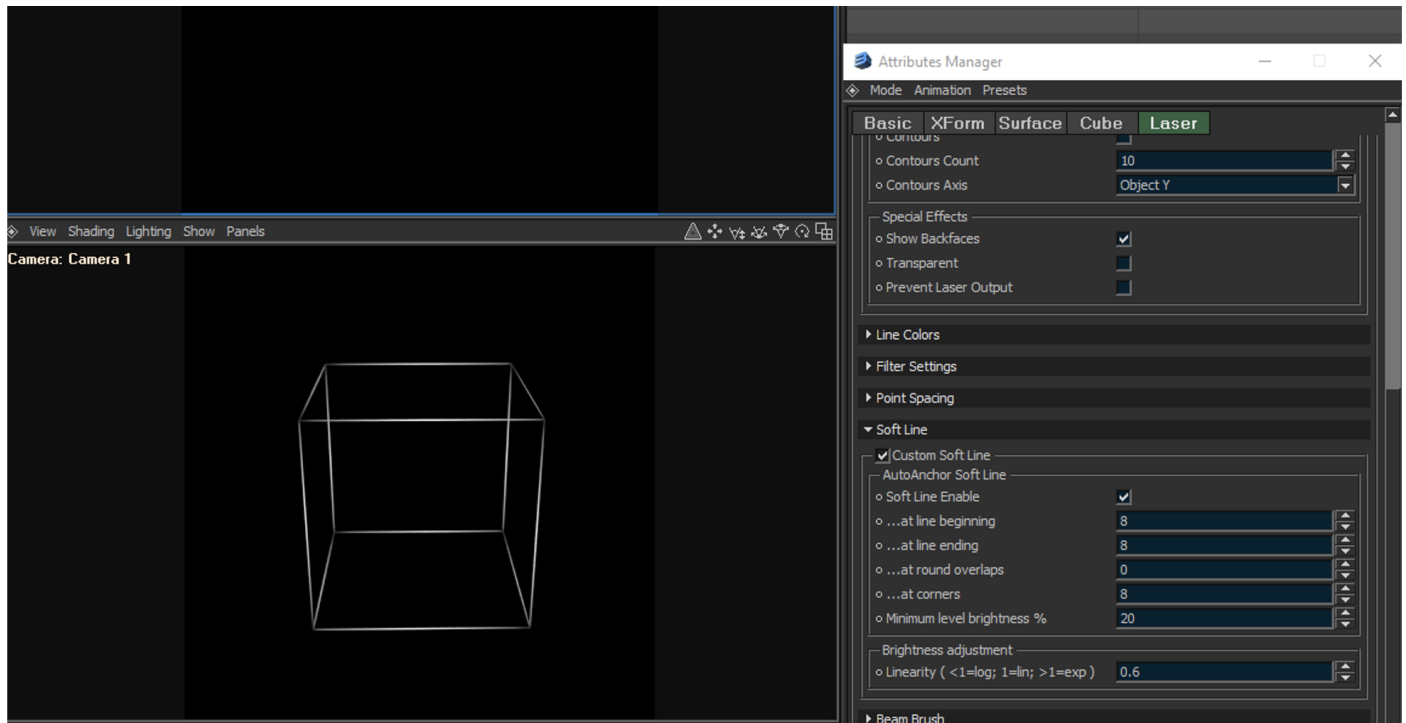 Attributes Manager
Mode Animation Presets
Basic XForm Surface Cube Laser
Contours
Contours Count 10
Contours Axis Object Y
Special Effects
Show Backfaces
Transparent
Prevent Laser Output
Line Colors
Filter Settings
Point Spacing
Soft Line
Custom Soft Line
AutoAnchor Soft Line
Soft Line Enable
...at line beginning 8
...at line ending 8
...at round overlaps 0
...at corners 8
Minimum level brightness % 20
Brightness adjustment
Linearity ( <1=log; 1=lin; >1=exp ) 0.6
Beam Brush
View Shading Lighting Show Panels
Camera: Camera 1